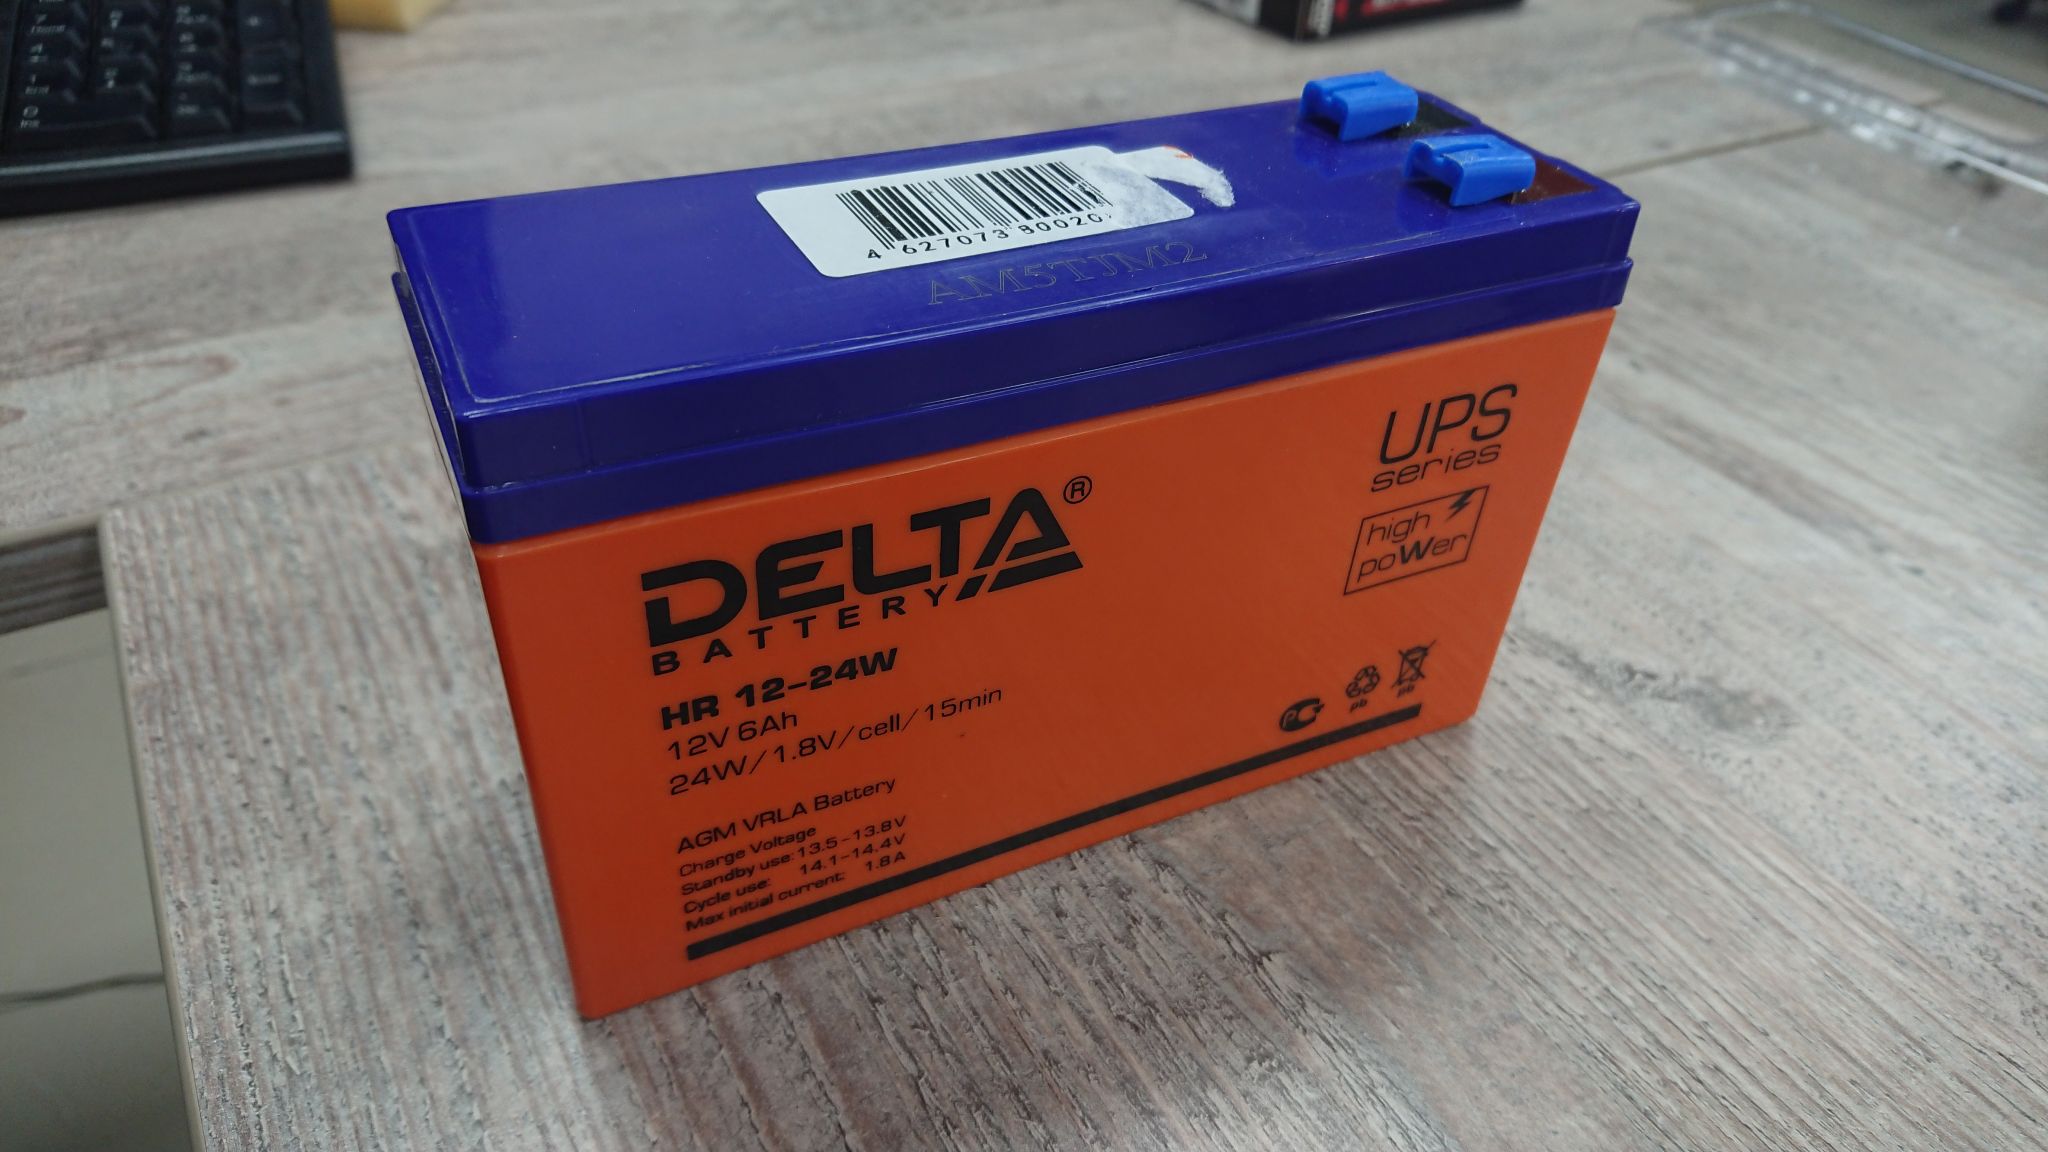 4 627073 80020
AM5TJM2
UPS
series
high
poWer
DELTA®
BATTERY
HR 12-24W
12V 6Ah
24W/1.8V/cell/15min
AGM VRLA Battery
Charge Voltage
Standby use: 13.5-13.8V
Cycle use: 14.1-14.4V
Max initial current: 1.8A
pb
pb